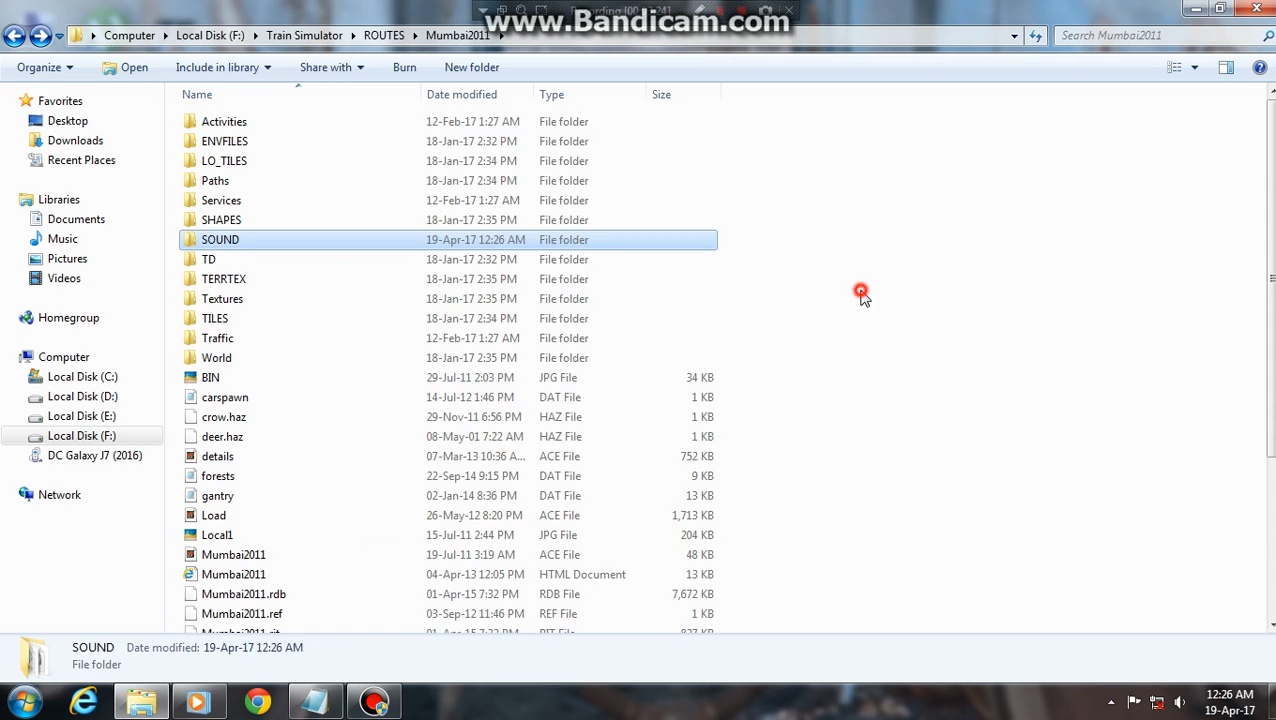 www.Bandicam.com
Computer Local Disk (F:) Train Simulator ROUTES Mumbai2011 Search Mumbai2011
Organize Open Include in library Share with Burn New folder
Name Date modified Type Size
Favorites
Desktop
Downloads
Recent Places
Libraries
Documents
Music
Pictures
Videos
Homegroup
Computer
Local Disk (C:)
Local Disk (D:)
Local Disk (E:)
Local Disk (F:)
DC Galaxy J7 (2016)
Network
Activities 12-Feb-17 1:27 AM File folder
ENVFILES 18-Jan-17 2:32 PM File folder
LO_TILES 18-Jan-17 2:34 PM File folder
Paths 18-Jan-17 2:34 PM File folder
Services 12-Feb-17 1:27 AM File folder
SHAPES 18-Jan-17 2:35 PM File folder
SOUND 19-Apr-17 12:26 AM File folder
TD 18-Jan-17 2:32 PM File folder
TERRTEX 18-Jan-17 2:35 PM File folder
Textures 18-Jan-17 2:35 PM File folder
TILES 18-Jan-17 2:34 PM File folder
Traffic 12-Feb-17 1:27 AM File folder
World 18-Jan-17 2:35 PM File folder
BIN 29-Jul-11 2:03 PM JPG File 34 KB
carspawn 14-Jul-12 1:46 PM DAT File 1 KB
crow.haz 29-Nov-11 6:56 PM HAZ File 1 KB
deer.haz 08-May-01 7:22 AM HAZ File 1 KB
details 07-Mar-13 10:36 A... ACE File 752 KB
forests 22-Sep-14 9:15 PM DAT File 9 KB
gantry 02-Jan-14 8:36 PM DAT File 13 KB
Load 26-May-12 8:20 PM ACE File 1,713 KB
Local1 15-Jul-11 2:44 PM JPG File 204 KB
Mumbai2011 19-Jul-11 3:19 AM ACE File 48 KB
Mumbai2011 04-Apr-13 12:05 PM HTML Document 13 KB
Mumbai2011.rdb 01-Apr-15 7:32 PM RDB File 7,672 KB
Mumbai2011.ref 03-Sep-12 11:46 PM REF File 1 KB
SOUND Date modified: 19-Apr-17 12:26 AM
File folder
12:26 AM
19-Apr-17